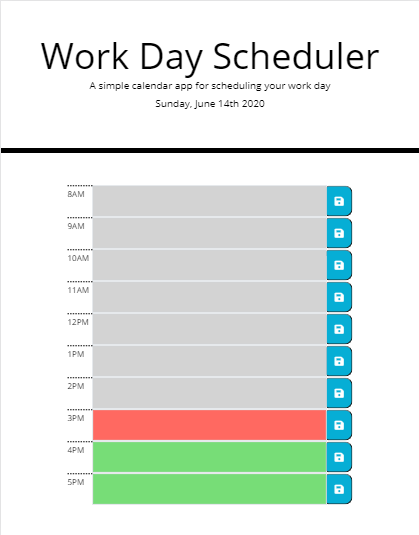 Work Day Scheduler
A simple calendar app for scheduling your work day
Sunday, June 14th 2020
8AM
9AM
10AM
11AM
12PM
1PM
2PM
3PM
4PM
5PM